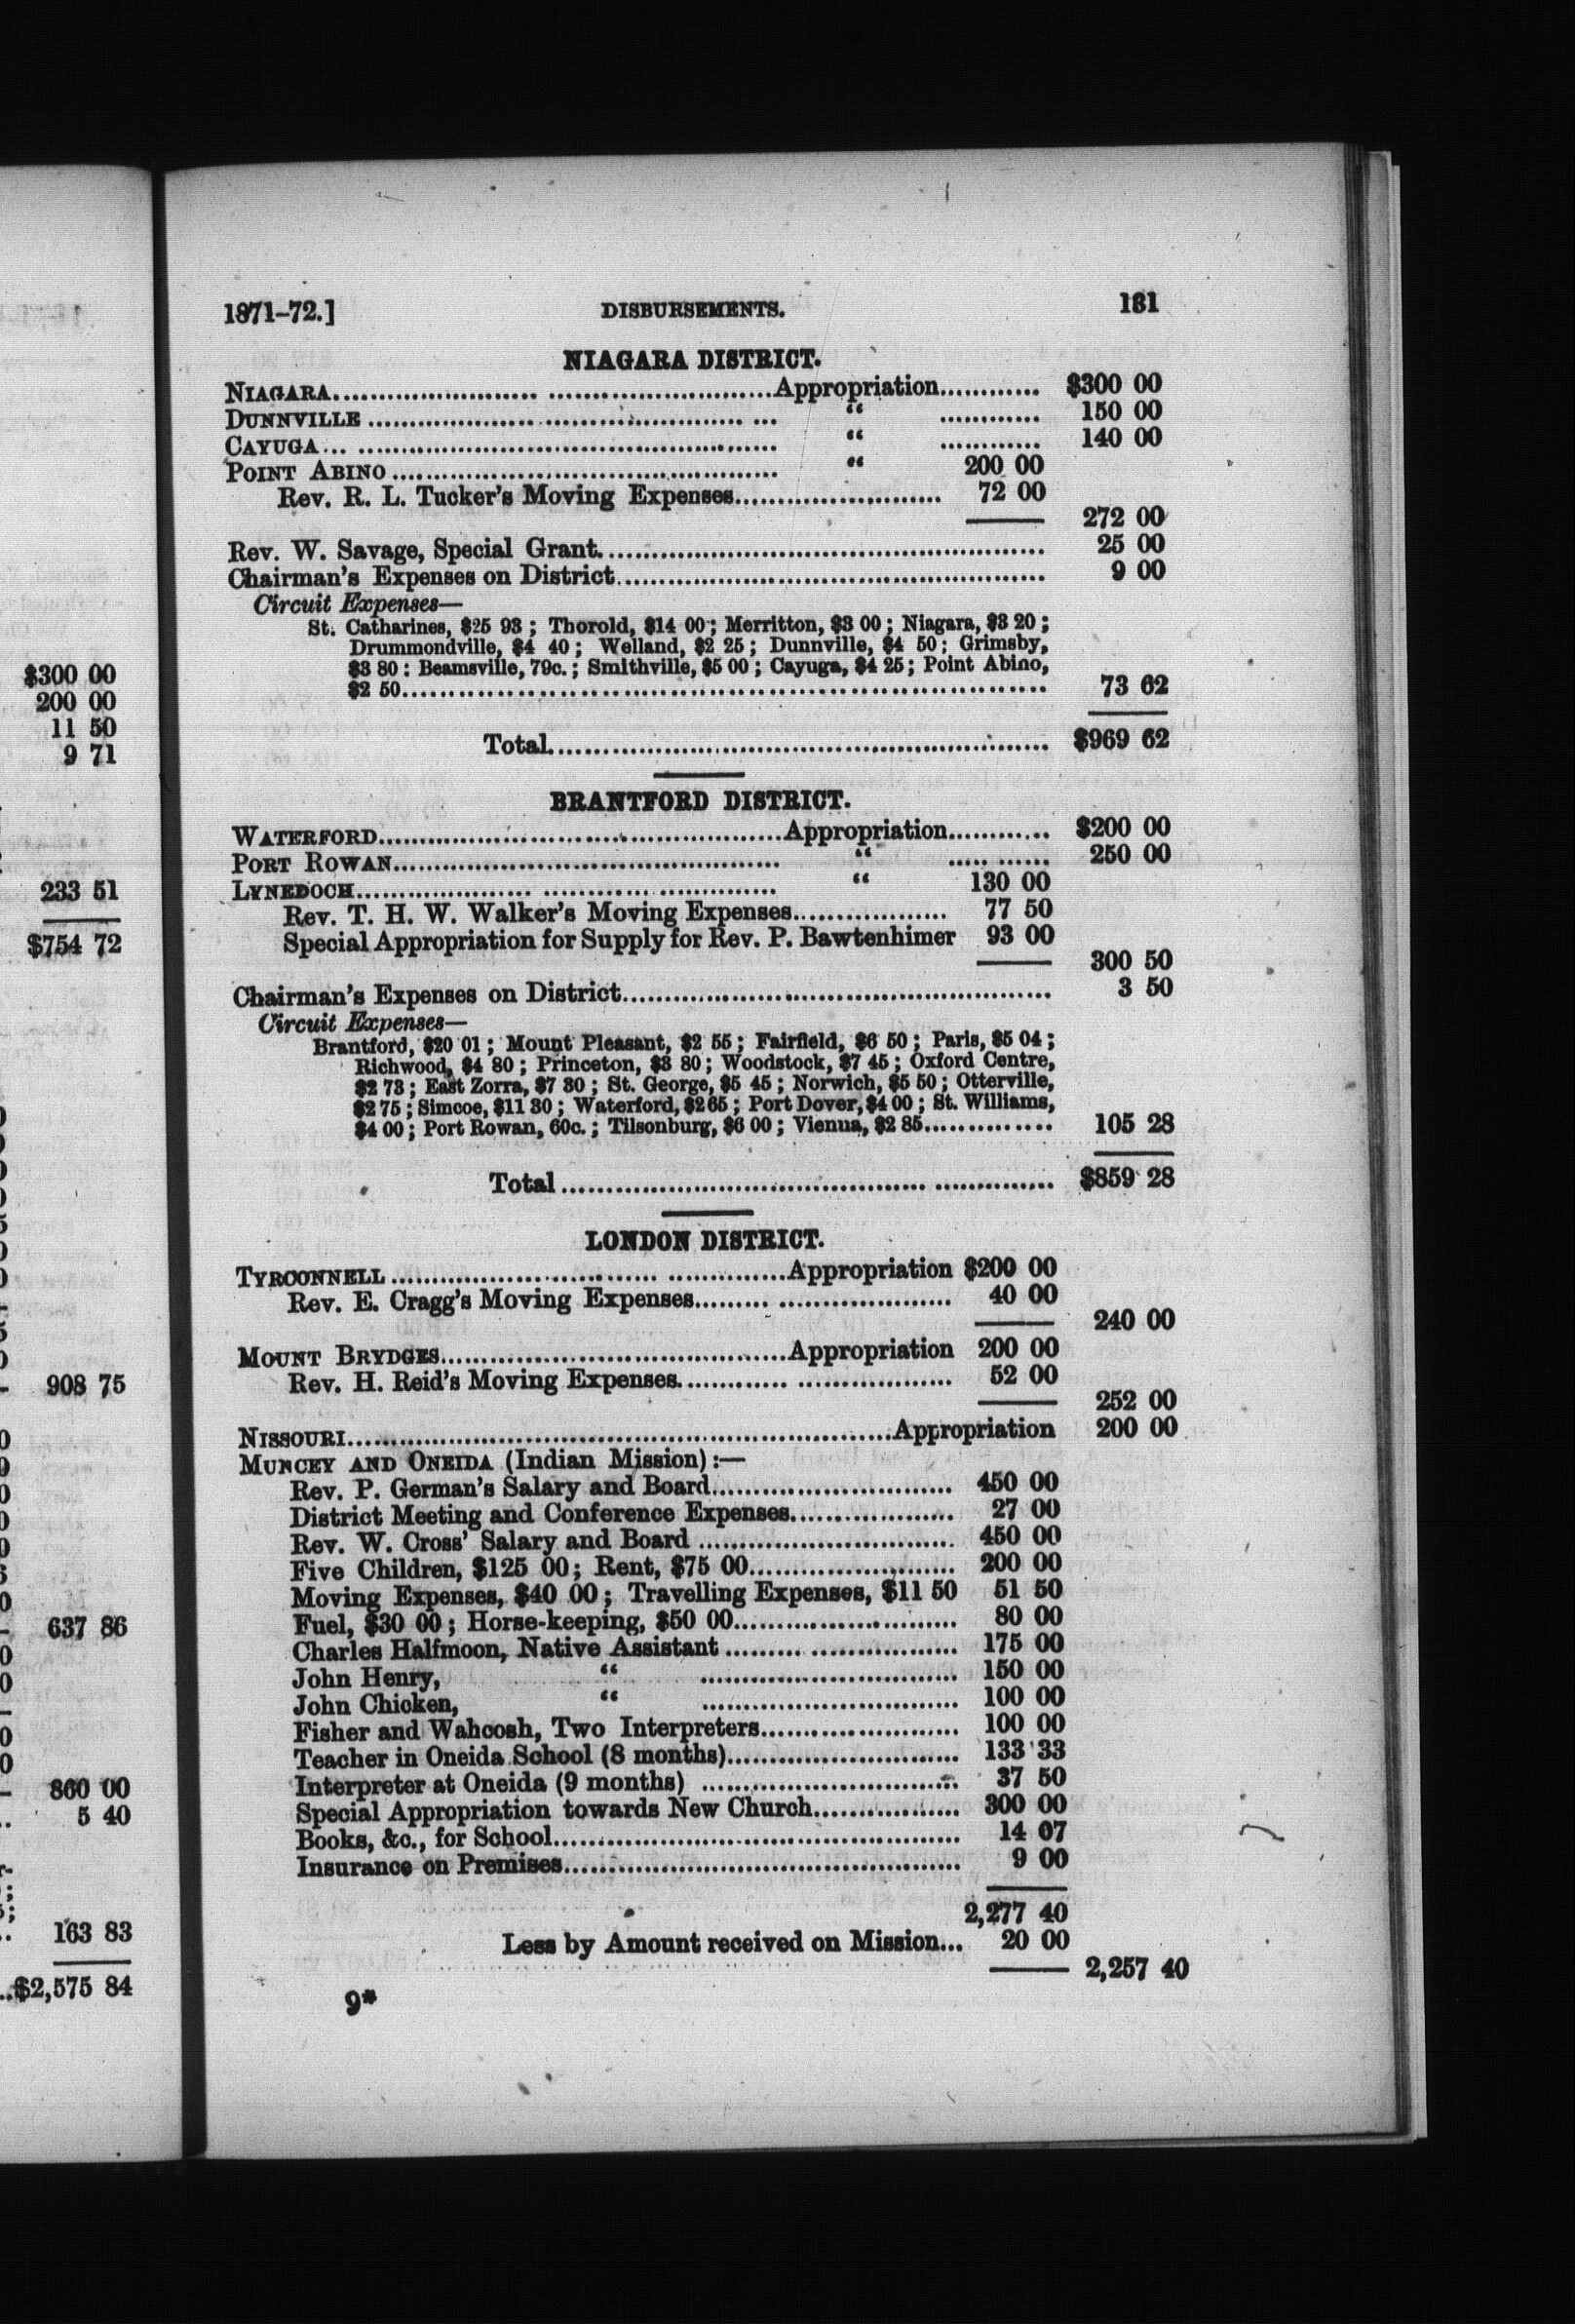 $300 00
200 00
11 50
9 71
233 51
$754 72
908 75
637 86
860 00
5 40
163 83
$2,575 84
1871-72.] DISBURSEMENTS. 131
NIAGARA DISTRICT.
NIAGARA.......... ..........Appropriation.......... $300 00
DUNNVILLE .......... “ .......... 150 00
CAYUGA... .......... “ .......... 140 00
POINT ABINO .......... “ 200 00
Rev. R. L. Tucker's Moving Expenses.......... 72 00
272 00
Rev. W. Savage, Special Grant.......... 25 00
Chairman's Expenses on District.......... 9 00
Circuit Expenses—
St. Catharines, $25 93 ; Thorold, $14 00 ; Merritton, $3 00 ; Niagara, $3 20 ;
Drummondville, $4 40 ; Welland, $2 25 ; Dunnville, $4 50 ; Grimsby,
$3 80 : Beamsville, 79c. ; Smithville, $5 00 ; Cayuga, $4 25 ; Point Abino,
$2 50.......... 73 62
Total.......... $969 62
BRANTFORD DISTRICT.
WATERFORD..........Appropriation.......... $200 00
PORT ROWAN.......... “ .......... 250 00
LYNEDOCH.......... “ 130 00
Rev. T. H. W. Walker's Moving Expenses.......... 77 50
Special Appropriation for Supply for Rev. P. Bawtenhimer 93 00
300 50
Chairman's Expenses on District.......... 3 50
Circuit Expenses—
Brantford, $20 01 ; Mount Pleasant, $2 55 ; Fairfield, $6 50 ; Paris, $5 04 ;
Richwood, $4 80 ; Princeton, $3 80 ; Woodstock, $7 45 ; Oxford Centre,
$2 73 ; East Zorra, $7 30 ; St. George, $5 45 ; Norwich, $5 50 ; Otterville,
$2 75 ; Simcoe, $11 30 ; Waterford, $2 65 ; Port Dover, $4 00 ; St. Williams,
$4 00 ; Port Rowan, 60c. ; Tilsonburg, $6 00 ; Vienna, $2 85.......... 105 28
Total .......... $859 28
LONDON DISTRICT.
TYRCONNELL ..........Appropriation $200 00
Rev. E. Cragg's Moving Expenses.......... 40 00
240 00
MOUNT BRYDGES..........Appropriation 200 00
Rev. H. Reid's Moving Expenses.......... 52 00
252 00
NISSOURI..........Appropriation 200 00
MUNCEY AND ONEIDA (Indian Mission) :—
Rev. P. German's Salary and Board.......... 450 00
District Meeting and Conference Expenses.......... 27 00
Rev. W. Cross' Salary and Board .......... 450 00
Five Children, $125 00; Rent, $75 00.......... 200 00
Moving Expenses, $40 00 ; Travelling Expenses, $11 50 51 50
Fuel, $30 00 ; Horse-keeping, $50 00.......... 80 00
Charles Halfmoon, Native Assistant .......... 175 00
John Henry, “ .......... 150 00
John Chicken, “ .......... 100 00
Fisher and Wahcosh, Two Interpreters.......... 100 00
Teacher in Oneida School (8 months).......... 133 33
Interpreter at Oneida (9 months) .......... 37 50
Special Appropriation towards New Church.......... 300 00
Books, &c., for School.......... 14 07
Insurance on Premises.......... 9 00
2,277 40
Less by Amount received on Mission... 20 00
2,257 40
9*